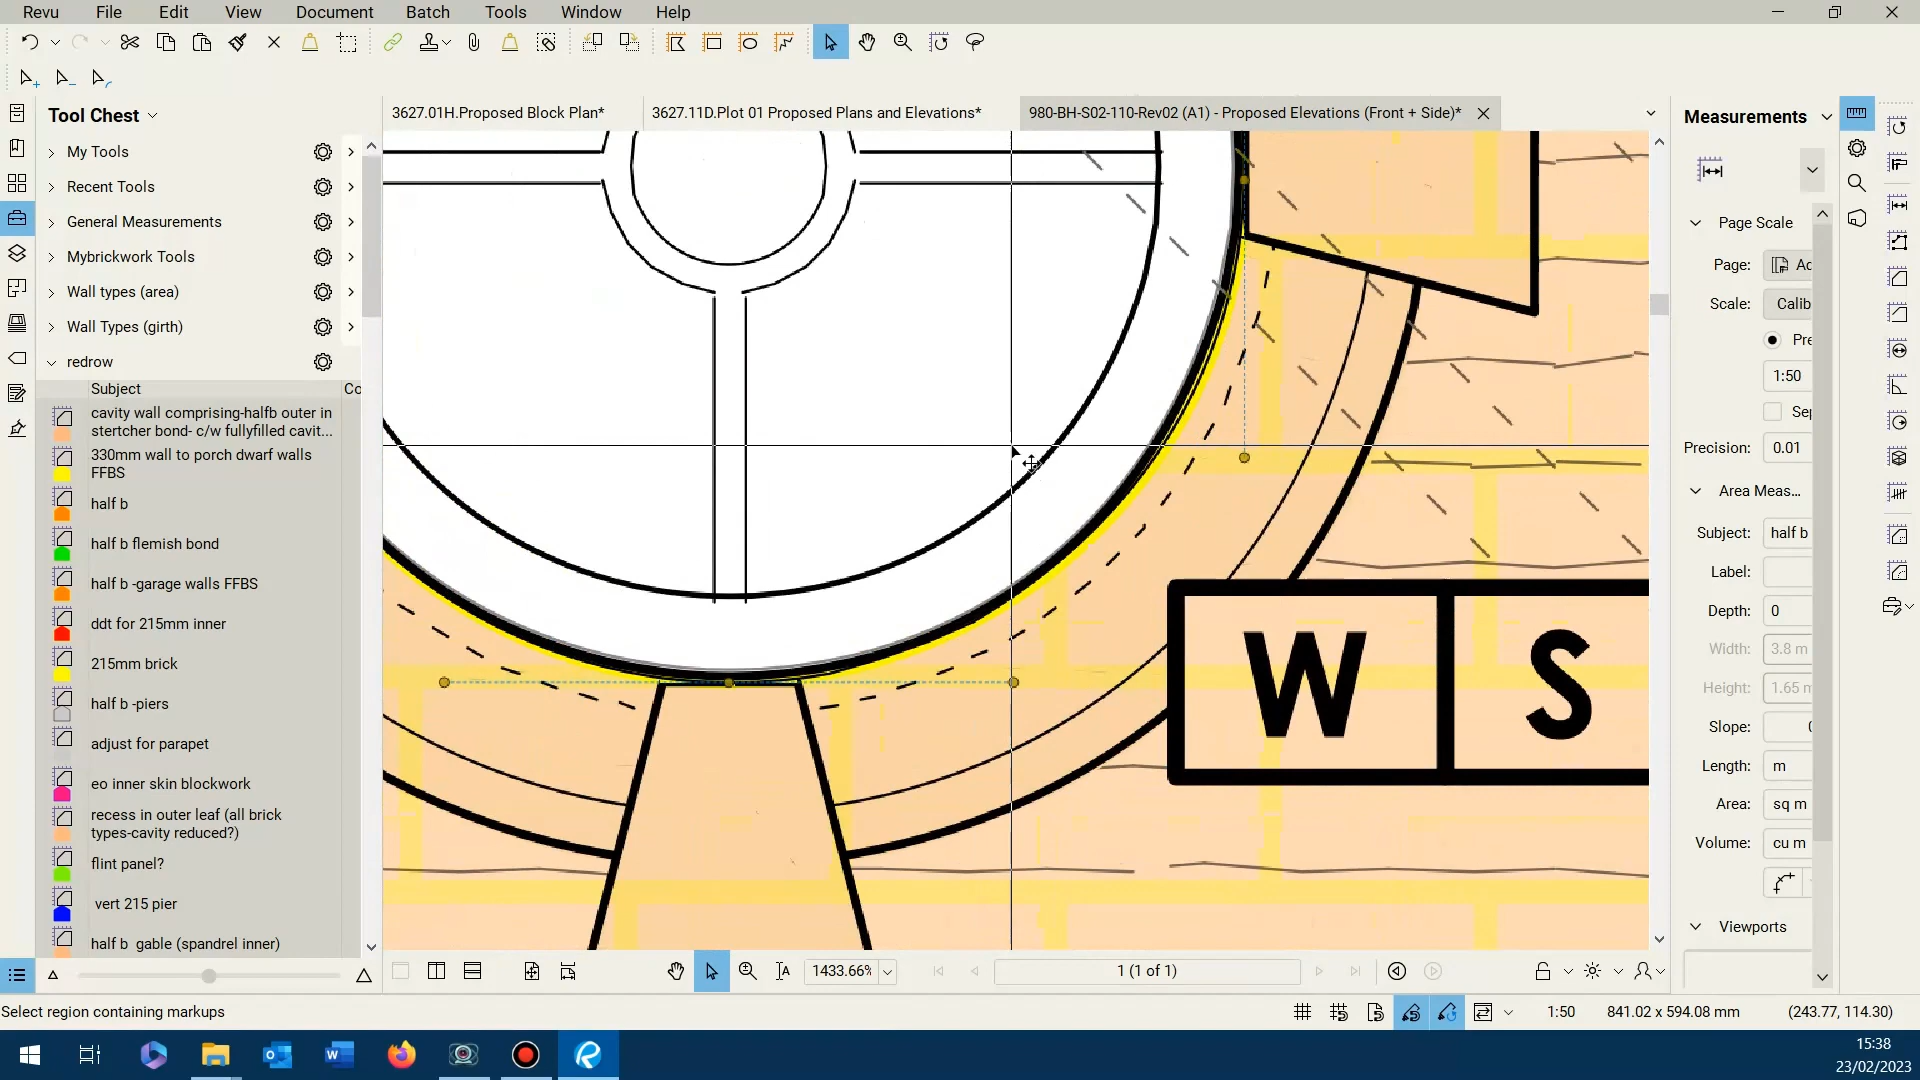 Revu File Edit View Document Batch Tools Window Help
Tool Chest
My Tools
Recent Tools
General Measurements
Mybrickwork Tools
Wall types (area)
Wall Types (girth)
redrow
Subject Co
cavity wall comprising-halfb outer in
stertcher bond- c/w fullyfilled cavit...
330mm wall to porch dwarf walls
FFBS
half b
half b flemish bond
half b -garage walls FFBS
ddt for 215mm inner
215mm brick
half b -piers
adjust for parapet
eo inner skin blockwork
recess in outer leaf (all brick
types-cavity reduced?)
flint panel?
vert 215 pier
half b gable (spandrel inner)
3627.01H.Proposed Block Plan*
3627.11D.Plot 01 Proposed Plans and Elevations*
980-BH-S02-110-Rev02 (A1) - Proposed Elevations (Front + Side)*
W S
Measurements
Page Scale
Page: Ac
Scale: Calib
Pre
1:50
Sep
Precision: 0.01
Area Meas...
Subject: half b
Label:
Depth: 0
Width: 3.8 m
Height: 1.65 m
Slope: 0
Length: m
Area: sq m
Volume: cu m
Viewports
1433.66%
1 (1 of 1)
Select region containing markups
1:50
841.02 x 594.08 mm
(243.77, 114.30)
15:38
23/02/2023